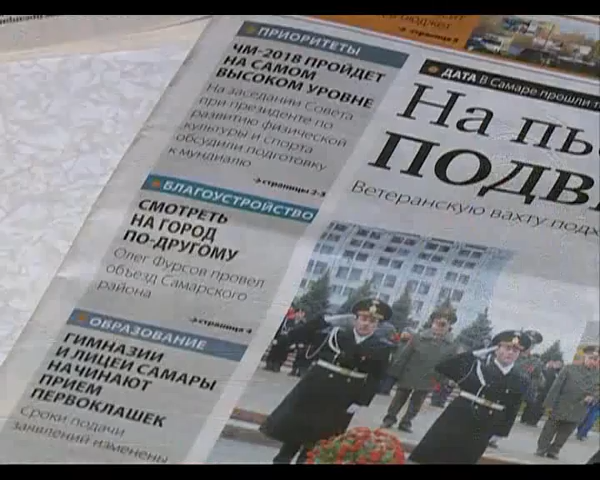 ПРИОРИТЕТЫ
ЧМ-2018 ПРОЙДЕТ
НА САМОМ
ВЫСОКОМ УРОВНЕ
На заседании Совета
при президенте по
развитию физической
культуры и спорта
обсудили подготовку
к мундиалю
страницы 2-3
БЛАГОУСТРОЙСТВО
СМОТРЕТЬ
НА ГОРОД
ПО-ДРУГОМУ
Олег Фурсов провел
объезд Самарского
района
страница 4
ОБРАЗОВАНИЕ
ГИМНАЗИИ
И ЛИЦЕИ САМАРЫ
НАЧИНАЮТ
ПРИЕМ
ПЕРВОКЛАШЕК
Сроки подачи
заявлений изменены
бюджет
ДАТА В Самаре прошли
На
ПОДВ
Ветеранскую вахту